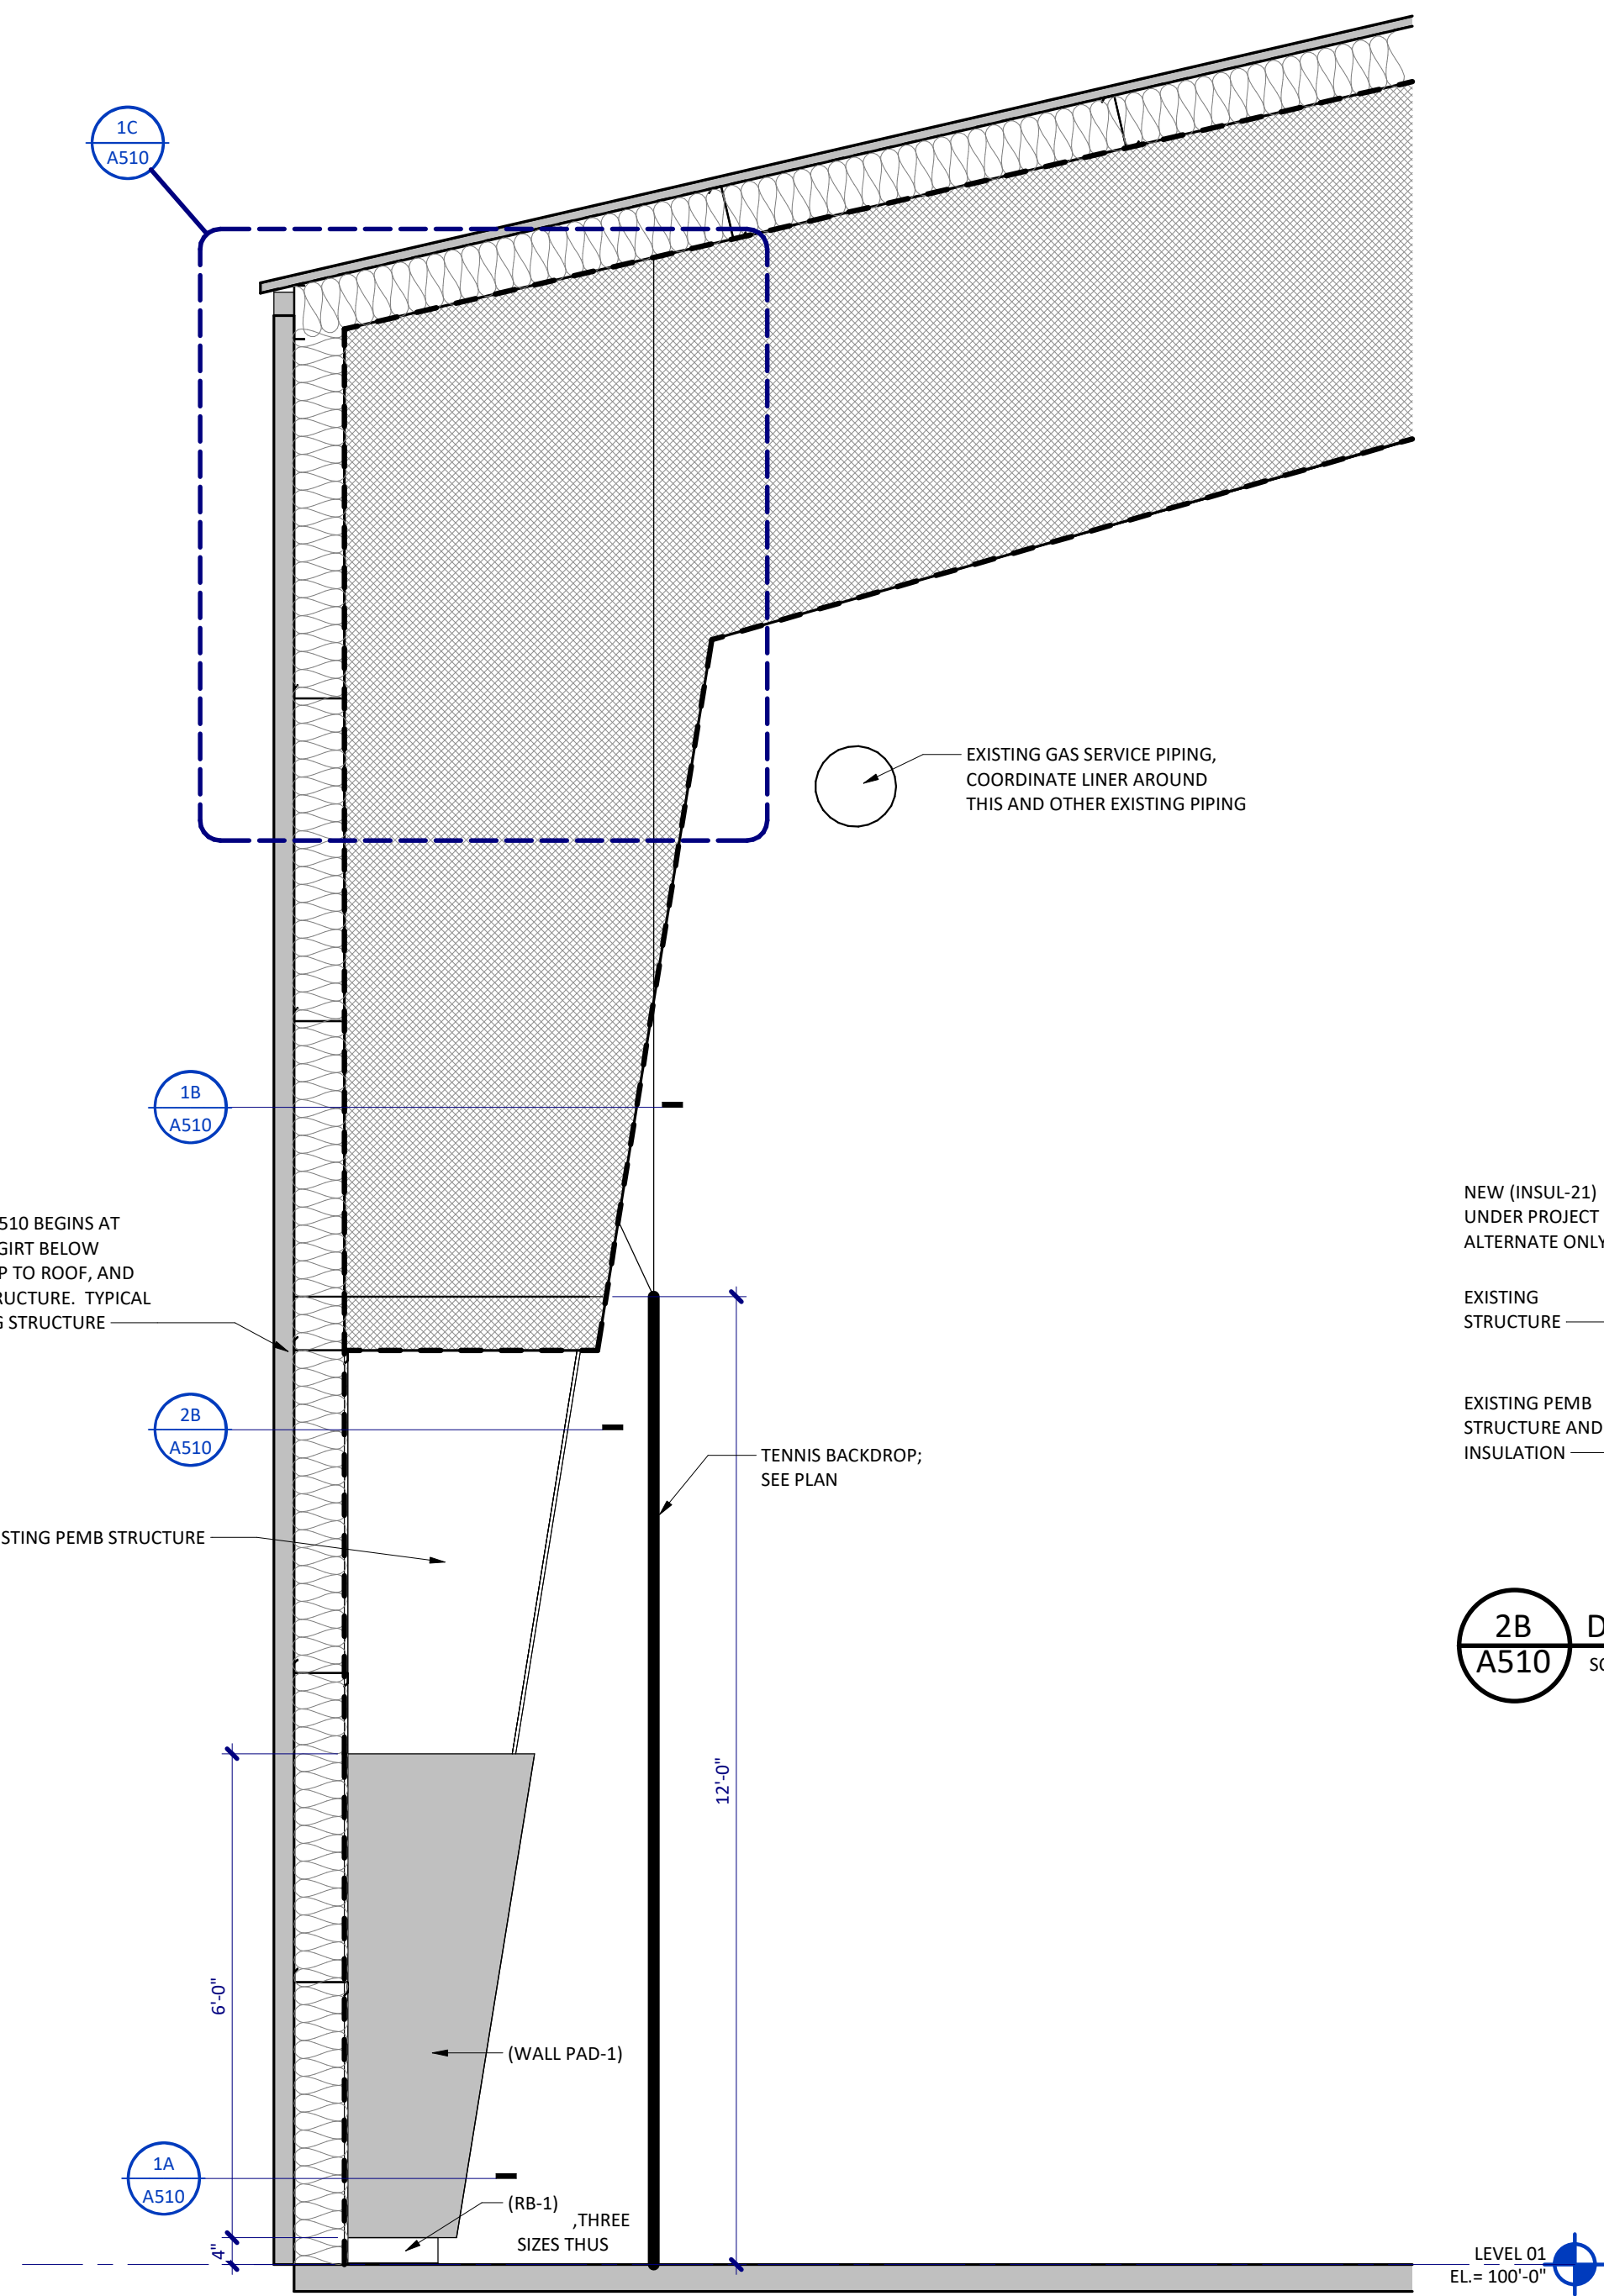 1C
A510
EXISTING GAS SERVICE PIPING,
COORDINATE LINER AROUND
THIS AND OTHER EXISTING PIPING
1B
A510
510 BEGINS AT
GIRT BELOW
P TO ROOF, AND
RUCTURE. TYPICAL
G STRUCTURE
NEW (INSUL-21)
UNDER PROJECT
ALTERNATE ONLY
EXISTING
STRUCTURE
2B
A510
EXISTING PEMB
STRUCTURE AND
INSULATION
TENNIS BACKDROP;
SEE PLAN
STING PEMB STRUCTURE
2B
A510
D
SC
12'-0"
6'-0"
(WALL PAD-1)
1A
A510
(RB-1)
,THREE
SIZES THUS
4"
LEVEL 01
EL.= 100'-0"